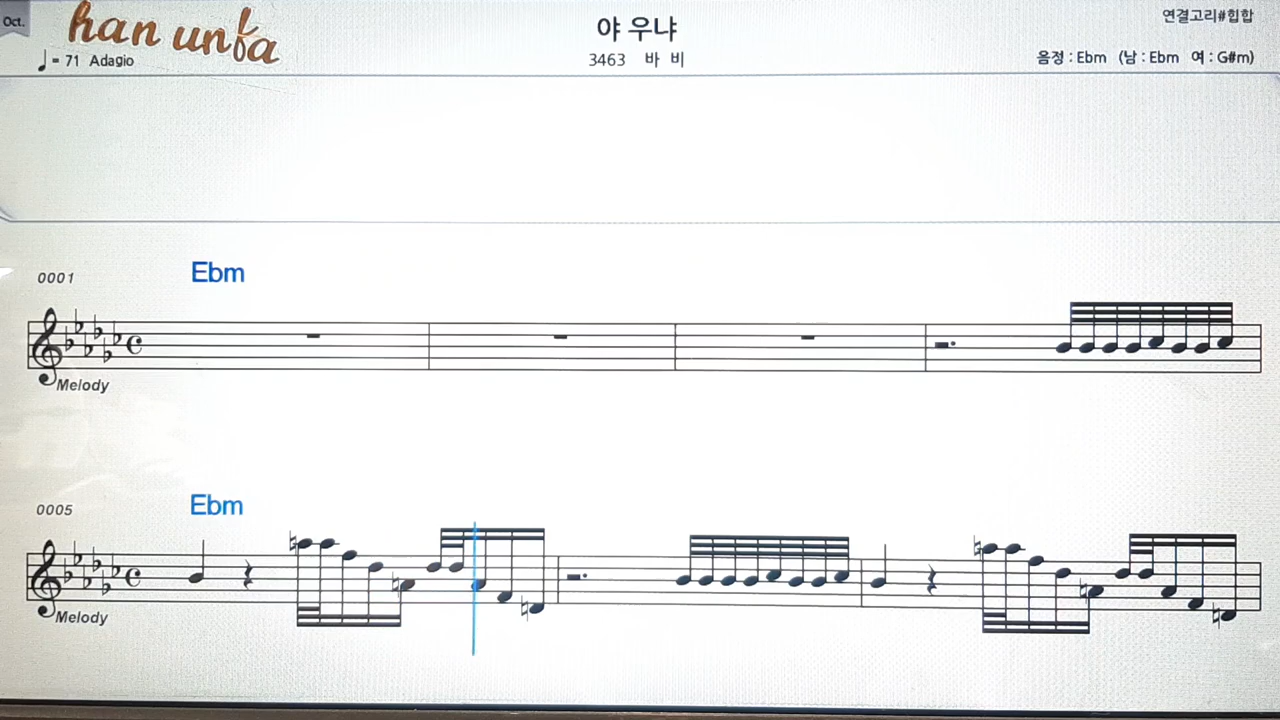 Oct.
han unfa
야 우냐
연결고리#힙합
♩ = 71 Adagio
3463 바 비
음정 : Ebm (남 : Ebm 여 : G#m)
Ebm
0001
Melody
Ebm
0005
Melody